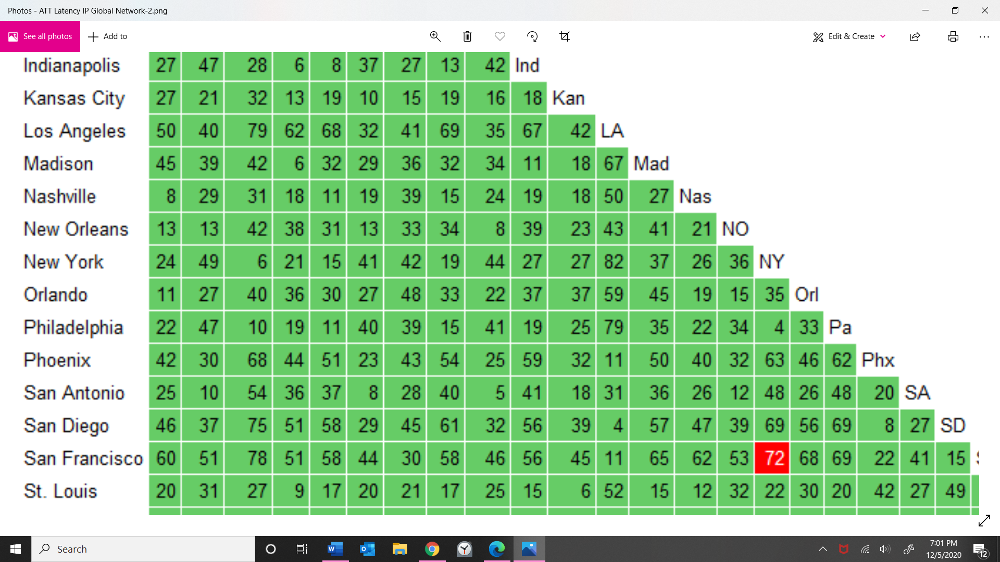 Photos - ATT Latency IP Global Network-2.png
See all photos Add to Edit & Create
Indianapolis 27 47 28 6 8 37 27 13 42 Ind
Kansas City 27 21 32 13 19 10 15 19 16 18 Kan
Los Angeles 50 40 79 62 68 32 41 69 35 67 42 LA
Madison 45 39 42 6 32 29 36 32 34 11 18 67 Mad
Nashville 8 29 31 18 11 19 39 15 24 19 18 50 27 Nas
New Orleans 13 13 42 38 31 13 33 34 8 39 23 43 41 21 NO
New York 24 49 6 21 15 41 42 19 44 27 27 82 37 26 36 NY
Orlando 11 27 40 36 30 27 48 33 22 37 37 59 45 19 15 35 Orl
Philadelphia 22 47 10 19 11 40 39 15 41 19 25 79 35 22 34 4 33 Pa
Phoenix 42 30 68 44 51 23 43 54 25 59 32 11 50 40 32 63 46 62 Phx
San Antonio 25 10 54 36 37 8 28 40 5 41 18 31 36 26 12 48 26 48 20 SA
San Diego 46 37 75 51 58 29 45 61 32 56 39 4 57 47 39 69 56 69 8 27 SD
San Francisco 60 51 78 51 58 44 30 58 46 56 45 11 65 62 53 72 68 69 22 41 15
St. Louis 20 31 27 9 17 20 21 17 25 15 6 52 15 12 32 22 30 20 42 27 49
Search
7:01 PM
12/5/2020
12